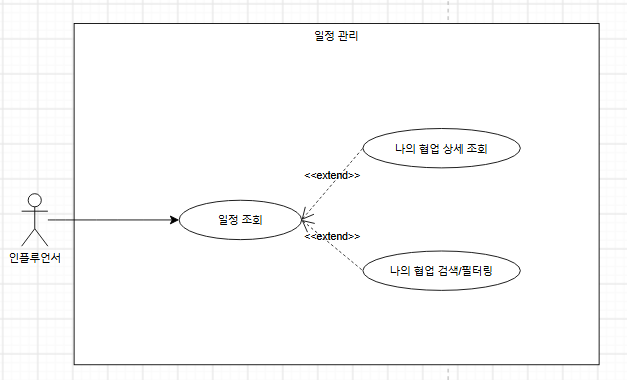 일정 관리
나의 협업 상세 조회
<<extend>>
일정 조회
<<extend>>
인플루언서
나의 협업 검색/필터링